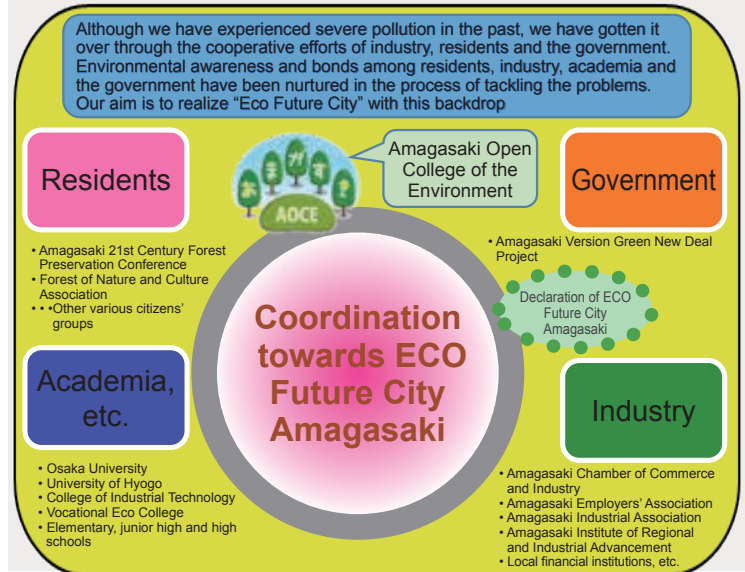 Although we have experienced severe pollution in the past, we have gotten it
over through the cooperative efforts of industry, residents and the government.
Environmental awareness and bonds among residents, industry, academia and
the government have been nurtured in the process of tackling the problems.
Our aim is to realize “Eco Future City” with this backdrop
Residents
• Amagasaki 21st Century Forest
Preservation Conference
• Forest of Nature and Culture
Association
• • •Other various citizens'
groups
あまがさき
AOCE
Amagasaki Open
College of the
Environment
Government
• Amagasaki Version Green New Deal
Project
Declaration of ECO
Future City
Amagasaki
Coordination
towards ECO
Future City
Amagasaki
Academia,
etc.
• Osaka University
• University of Hyogo
• College of Industrial Technology
• Vocational Eco College
• Elementary, junior high and high
schools
Industry
• Amagasaki Chamber of Commerce
and Industry
• Amagasaki Employers' Association
• Amagasaki Industrial Association
• Amagasaki Institute of Regional
and Industrial Advancement
• Local financial institutions, etc.